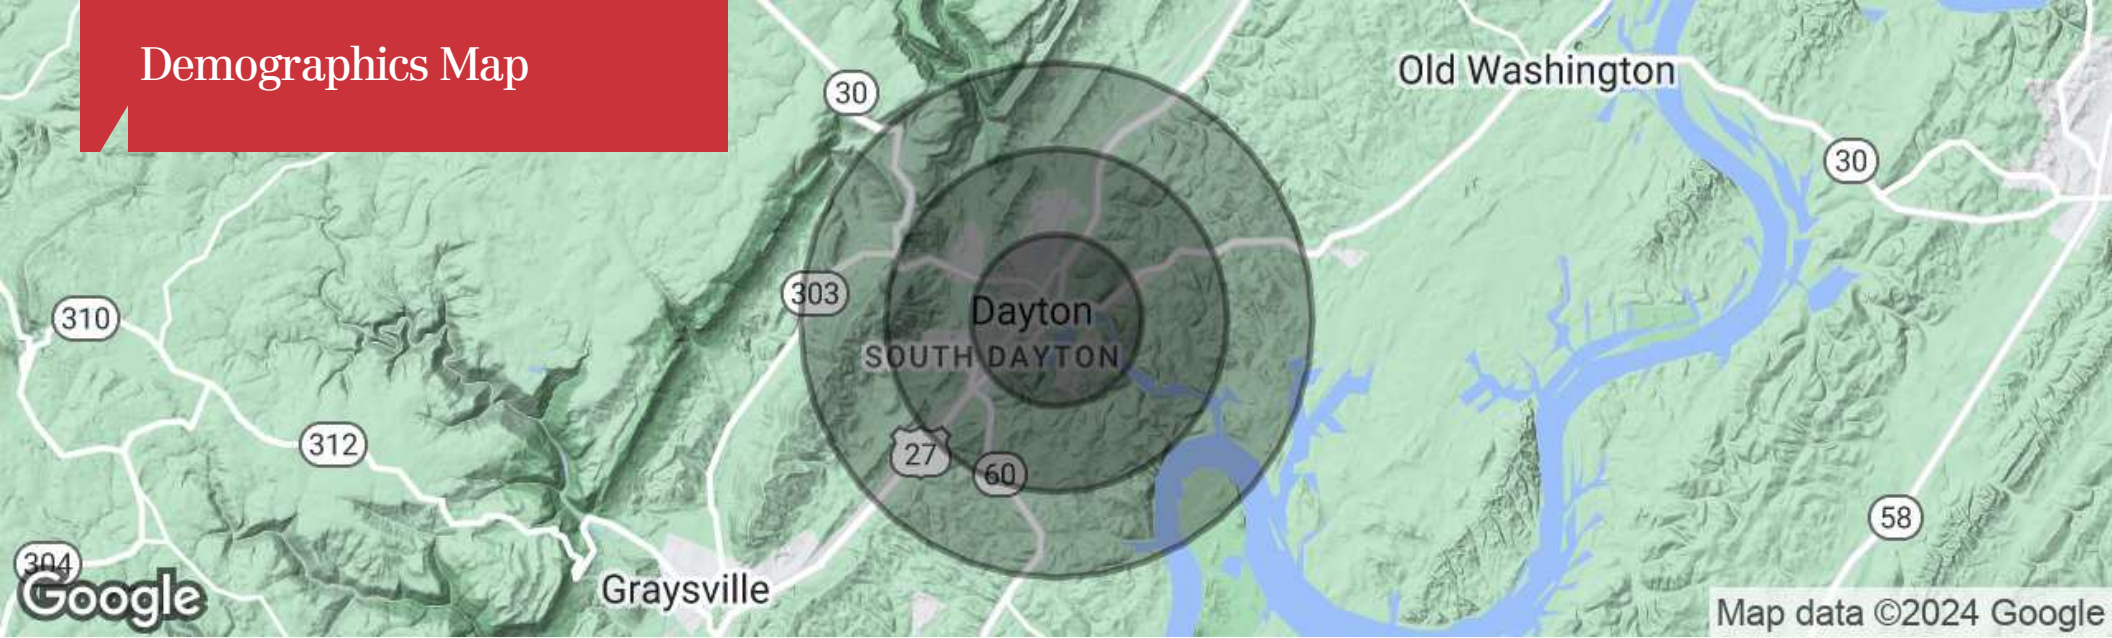 Demographics Map
30
Old Washington
30
303
310
Dayton
SOUTH DAYTON
312
27
60
58
304
Google
Graysville
Map data ©2024 Google